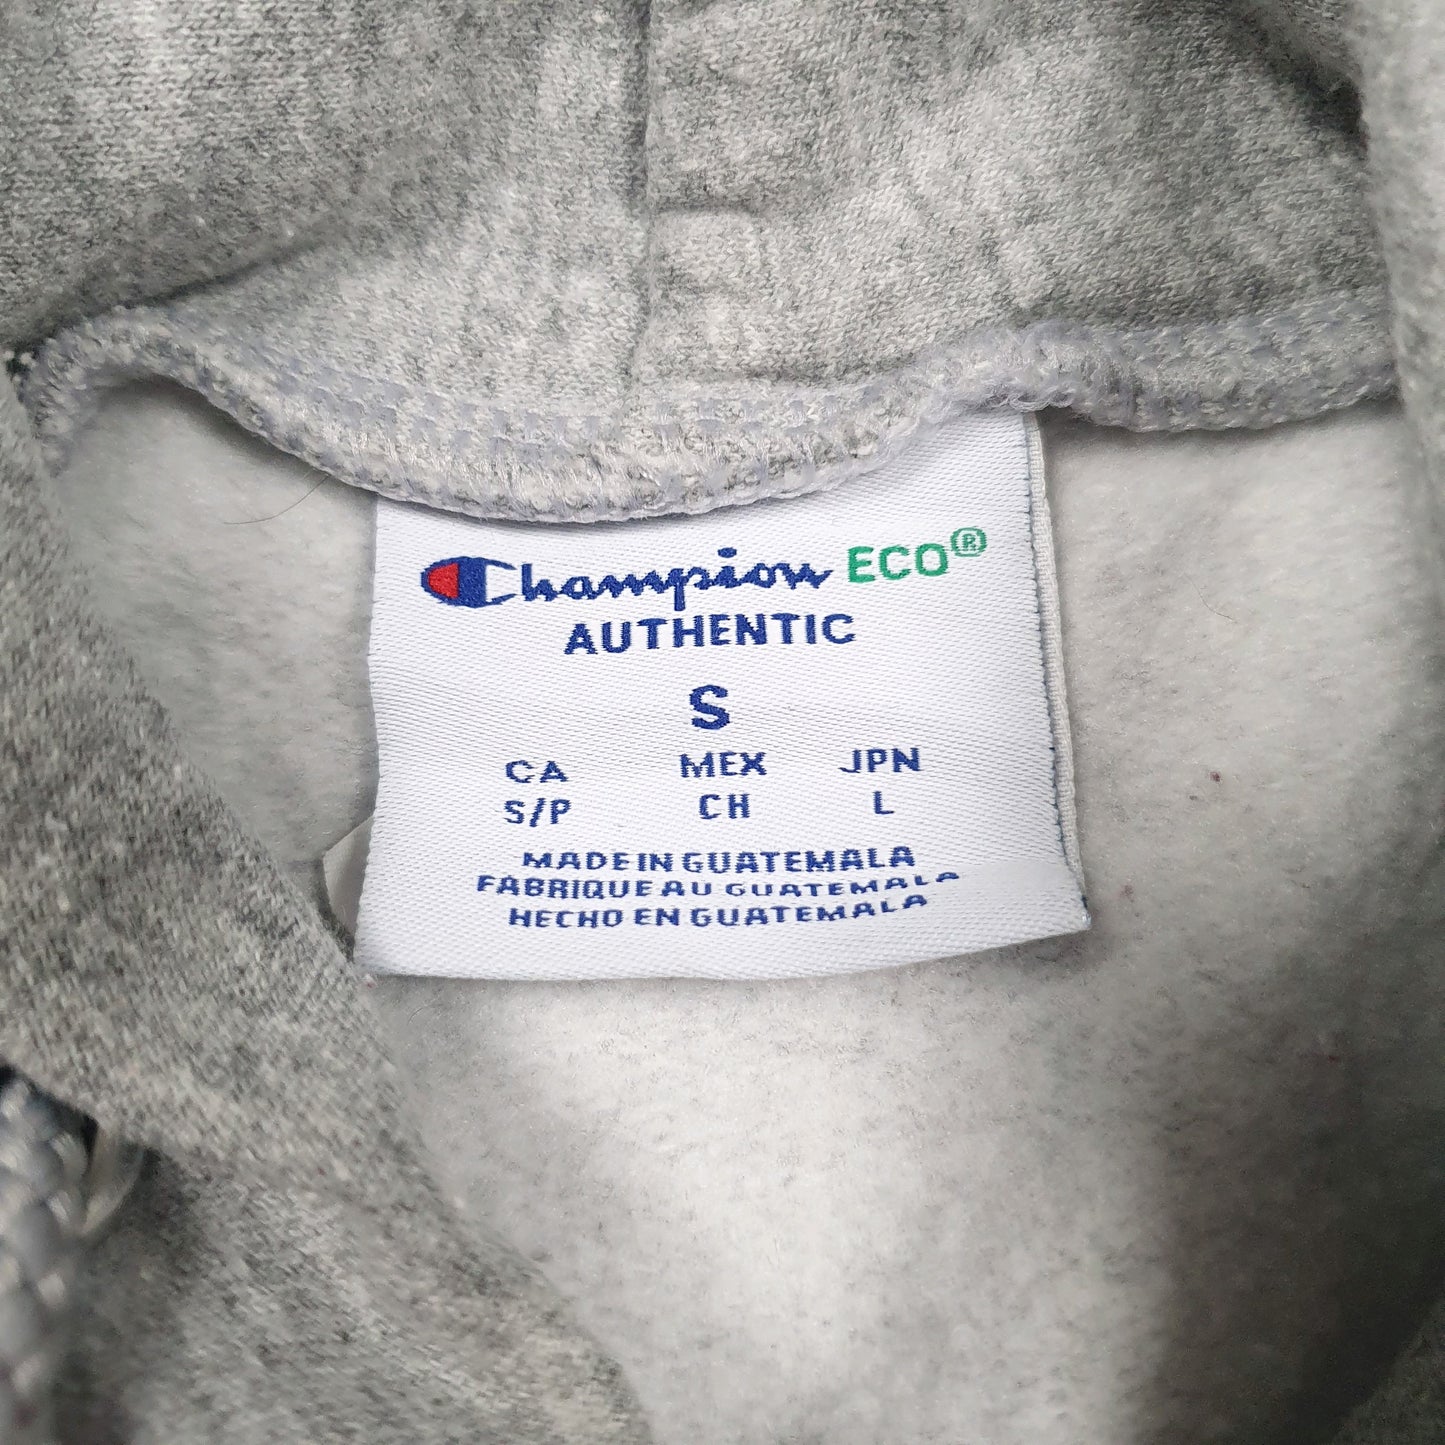 Champion ECO®
AUTHENTIC
S
CA MEX JPN
S/P CH L
MADE IN GUATEMALA
FABRIQUE AU GUATEMALA
HECHO EN GUATEMALA